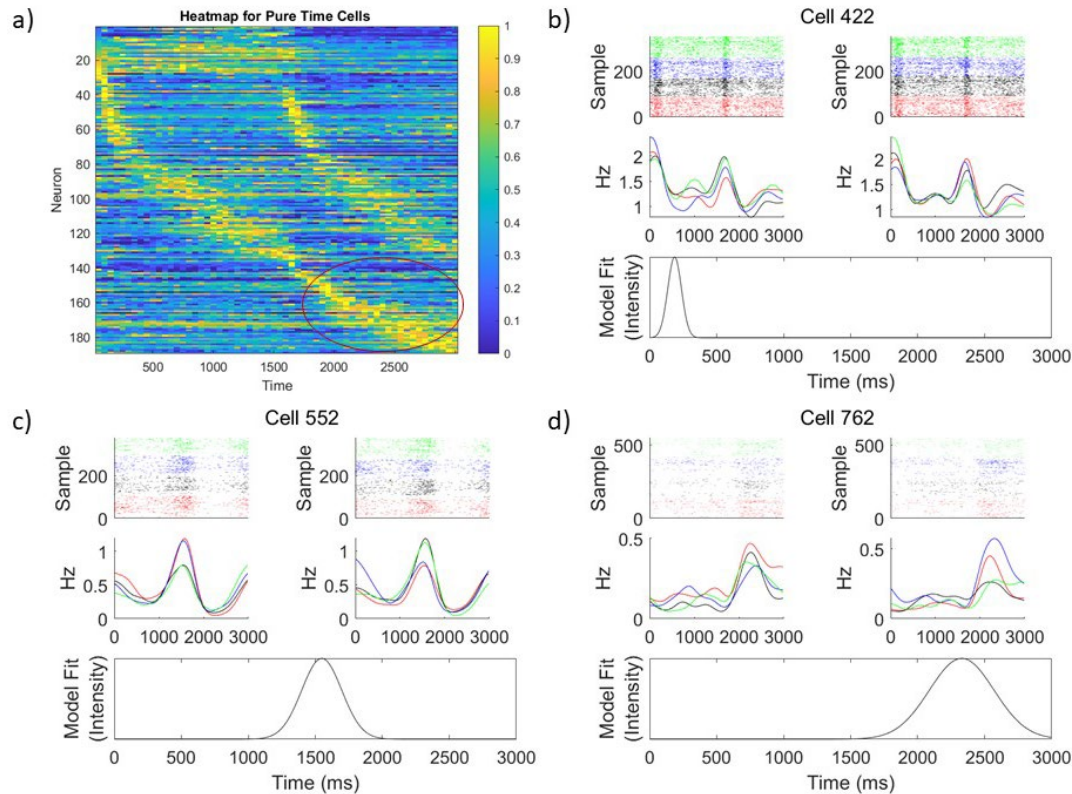 a)
Heatmap for Pure Time Cells
Neuron
20
40
60
80
100
120
140
160
180
500 1000 1500 2000 2500
Time
1
0.9
0.8
0.7
0.6
0.5
0.4
0.3
0.2
0.1
0
b)
Cell 422
Sample
200
0
Sample
200
0
Hz
2
1.5
1
0 1000 2000 3000
Hz
2
1.5
1
0 1000 2000 3000
Model Fit
(Intensity)
0 500 1000 1500 2000 2500 3000
Time (ms)
c)
Cell 552
Sample
200
0
Sample
200
0
Hz
1
0.5
0
0 1000 2000 3000
Hz
1
0.5
0
0 1000 2000 3000
Model Fit
(Intensity)
0 500 1000 1500 2000 2500 3000
Time (ms)
d)
Cell 762
Sample
500
0
Sample
500
0
Hz
0.5
0
0 1000 2000 3000
Hz
0.5
0
0 1000 2000 3000
Model Fit
(Intensity)
0 500 1000 1500 2000 2500 3000
Time (ms)